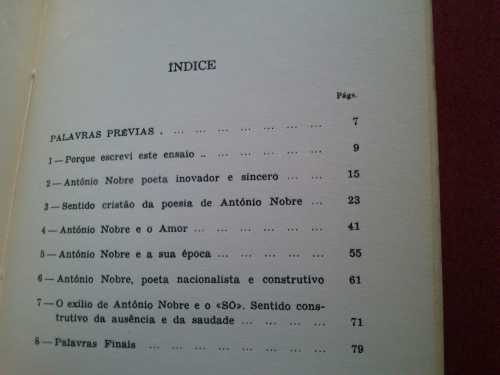 ÍNDICE
Págs.
PALAVRAS PRÉVIAS . ... ... ... ... ... ... 7
1 — Porque escrevi este ensaio .. ... ... ... ... 9
2 — António Nobre poeta inovador e sincero ... ... 15
3 — Sentido cristão da poesia de António Nobre ... 23
4 — António Nobre e o Amor ... ... ... ... ... 41
5 — António Nobre e a sua época ... ... ... ... 55
6 — António Nobre, poeta nacionalista e construtivo 61
7 — O exílio de António Nobre e o «SÓ». Sentido cons-
trutivo da ausência e da saudade ... ... ... ... 71
8 — Palavras Finais ... ... ... ... ... ... ... 79